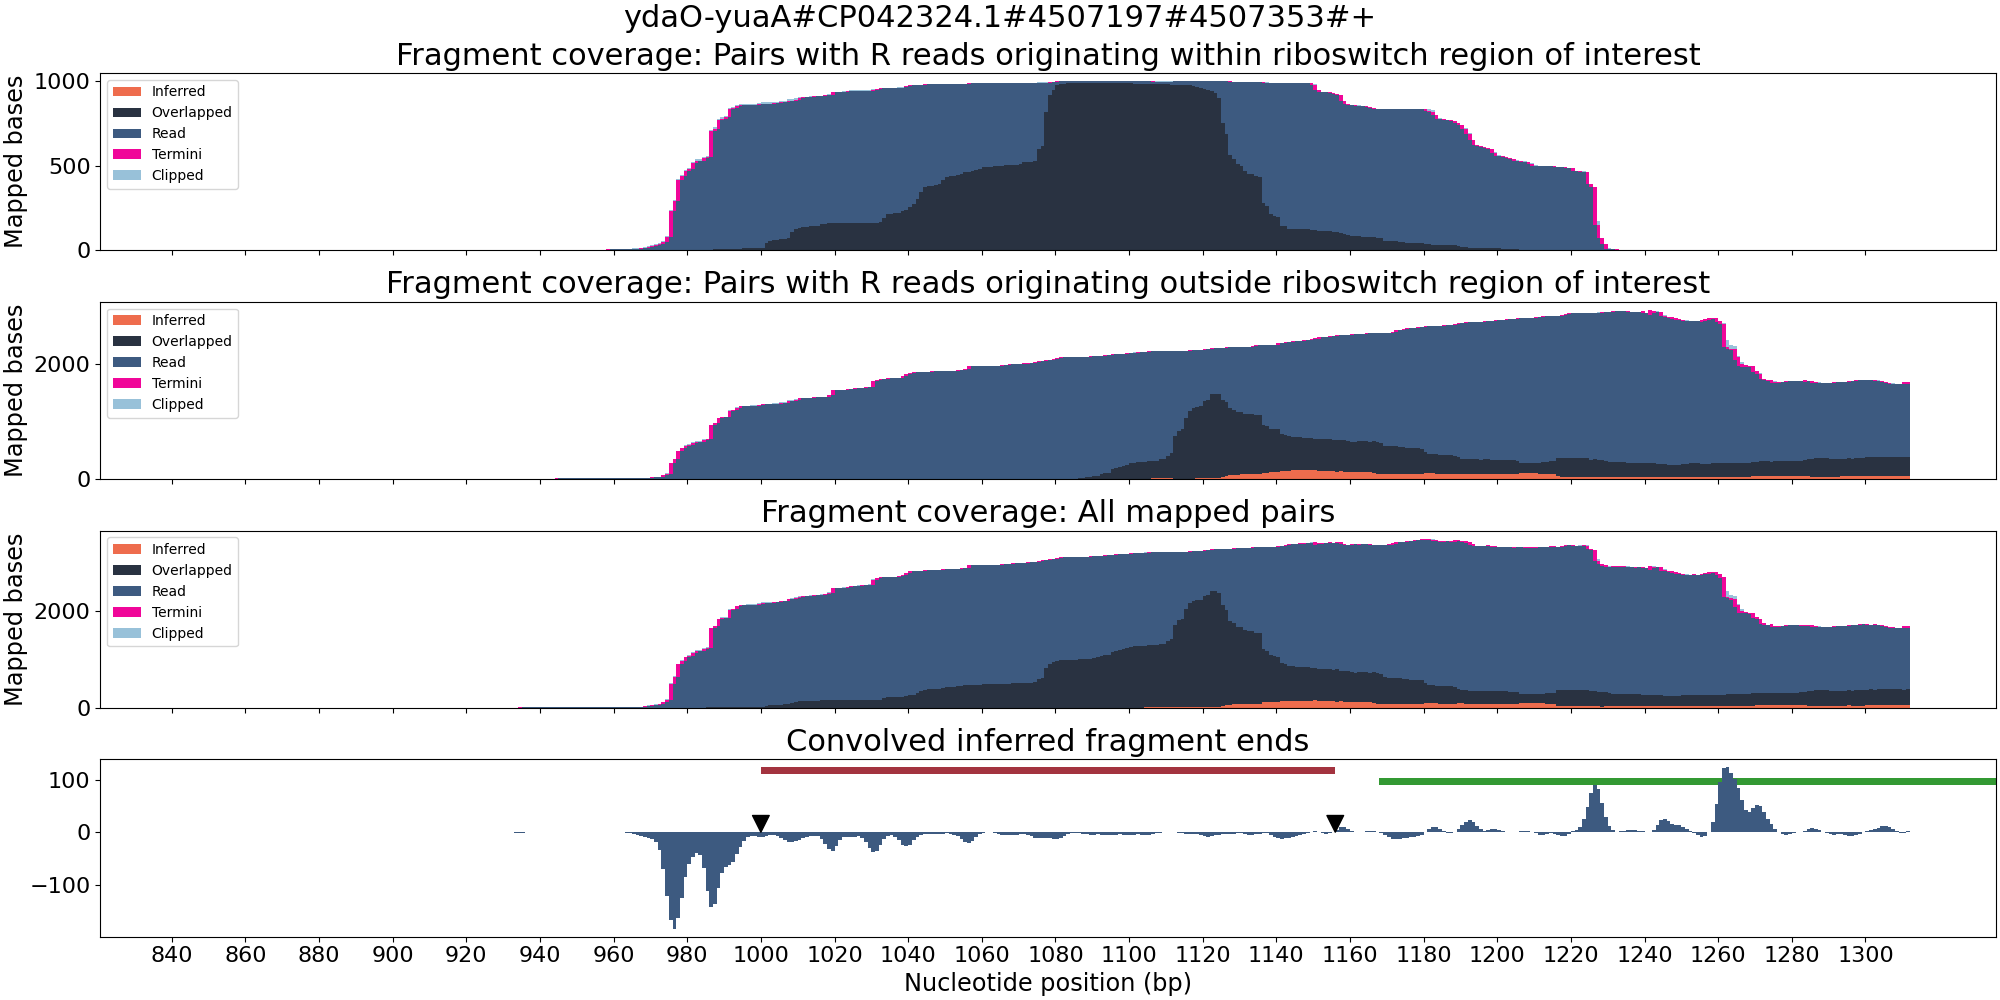 ydaO-yuaA#CP042324.1#4507197#4507353#+
Fragment coverage: Pairs with R reads originating within riboswitch region of interest
Mapped bases
1000
500
0
Inferred
Overlapped
Read
Termini
Clipped
Fragment coverage: Pairs with R reads originating outside riboswitch region of interest
Mapped bases
2000
0
Inferred
Overlapped
Read
Termini
Clipped
Fragment coverage: All mapped pairs
Mapped bases
2000
0
Inferred
Overlapped
Read
Termini
Clipped
Convolved inferred fragment ends
100
0
−100
840 860 880 900 920 940 960 980 1000 1020 1040 1060 1080 1100 1120 1140 1160 1180 1200 1220 1240 1260 1280 1300
Nucleotide position (bp)